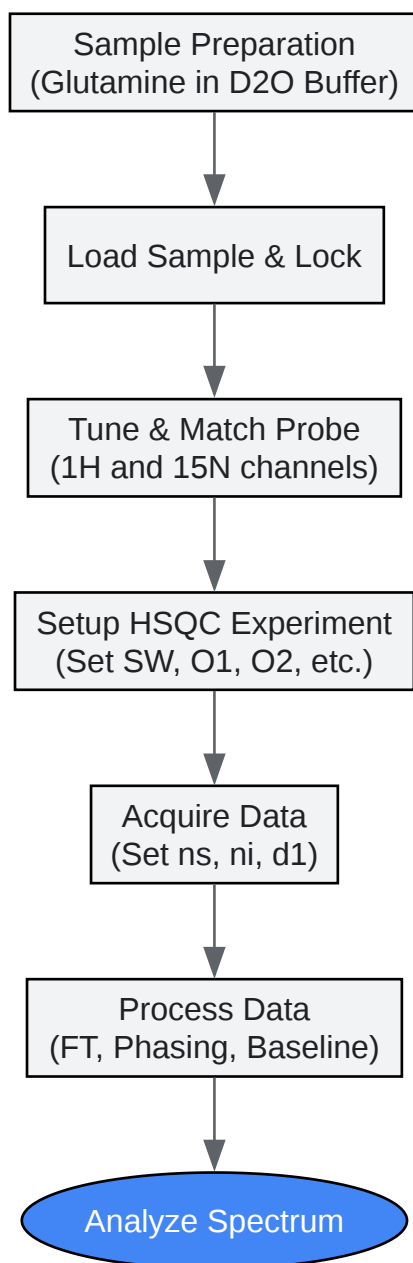 Sample Preparation
(Glutamine in D2O Buffer)
Load Sample & Lock
Tune & Match Probe
(1H and 15N channels)
Setup HSQC Experiment
(Set SW, O1, O2, etc.)
Acquire Data
(Set ns, ni, d1)
Process Data
(FT, Phasing, Baseline)
Analyze Spectrum